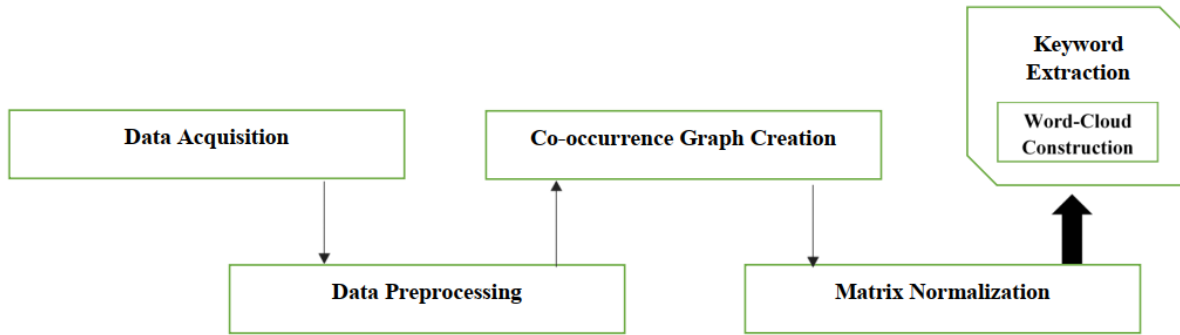 Keyword
Extraction
Data Acquisition
Co-occurrence Graph Creation
Word-Cloud
Construction
Data Preprocessing
Matrix Normalization